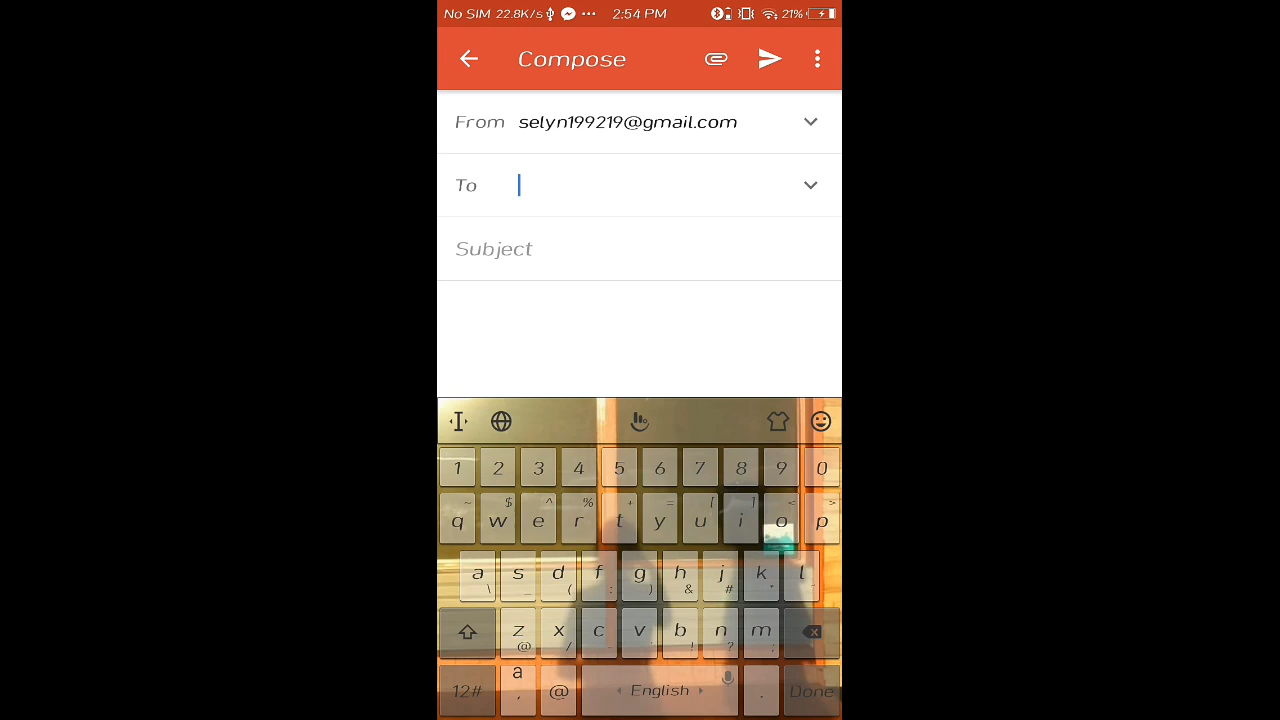 No SIM 22.8K/s ... 2:54 PM 21%
Compose
From selyn199219@gmail.com
To
Subject
1 2 3 4 5 6 7 8 9 0
~ $ ^ % + = [ ] < >
q w e r t y u i o p
a s d f g h j k l
\ _ ( : ) & # * "
z x c v b n m
@ / - ' ! ? ;
12# a , @ English . Done